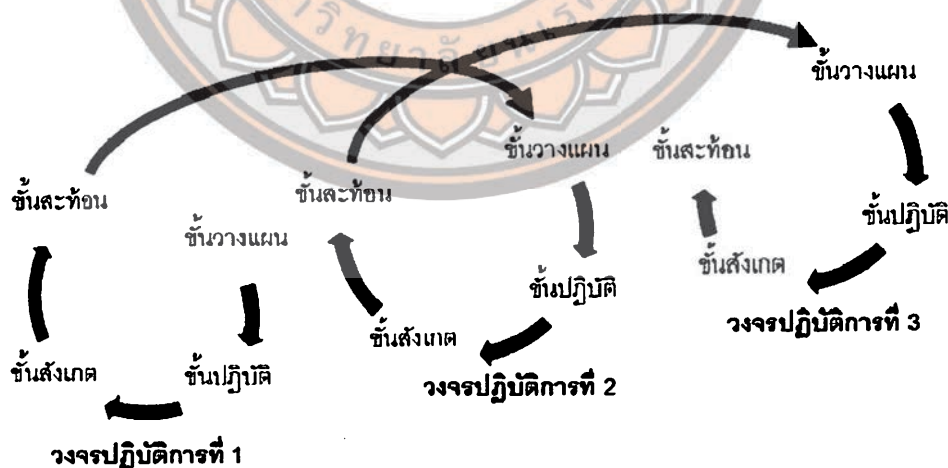 ขั้นวางแผน
ขั้นปฏิบัติ
ขั้นสังเกต
ขั้นสะท้อน
วงจรปฏิบัติการที่ 1
ขั้นวางแผน
ขั้นปฏิบัติ
ขั้นสังเกต
ขั้นสะท้อน
วงจรปฏิบัติการที่ 2
ขั้นวางแผน
ขั้นปฏิบัติ
ขั้นสังเกต
ขั้นสะท้อน
วงจรปฏิบัติการที่ 3